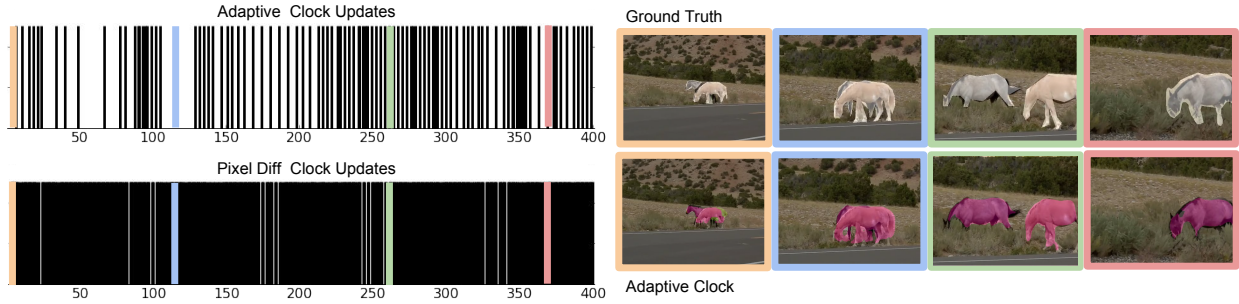 Adaptive Clock Updates
50 100 150 200 250 300 350 400
Pixel Diff Clock Updates
50 100 150 200 250 300 350 400
Ground Truth
Adaptive Clock